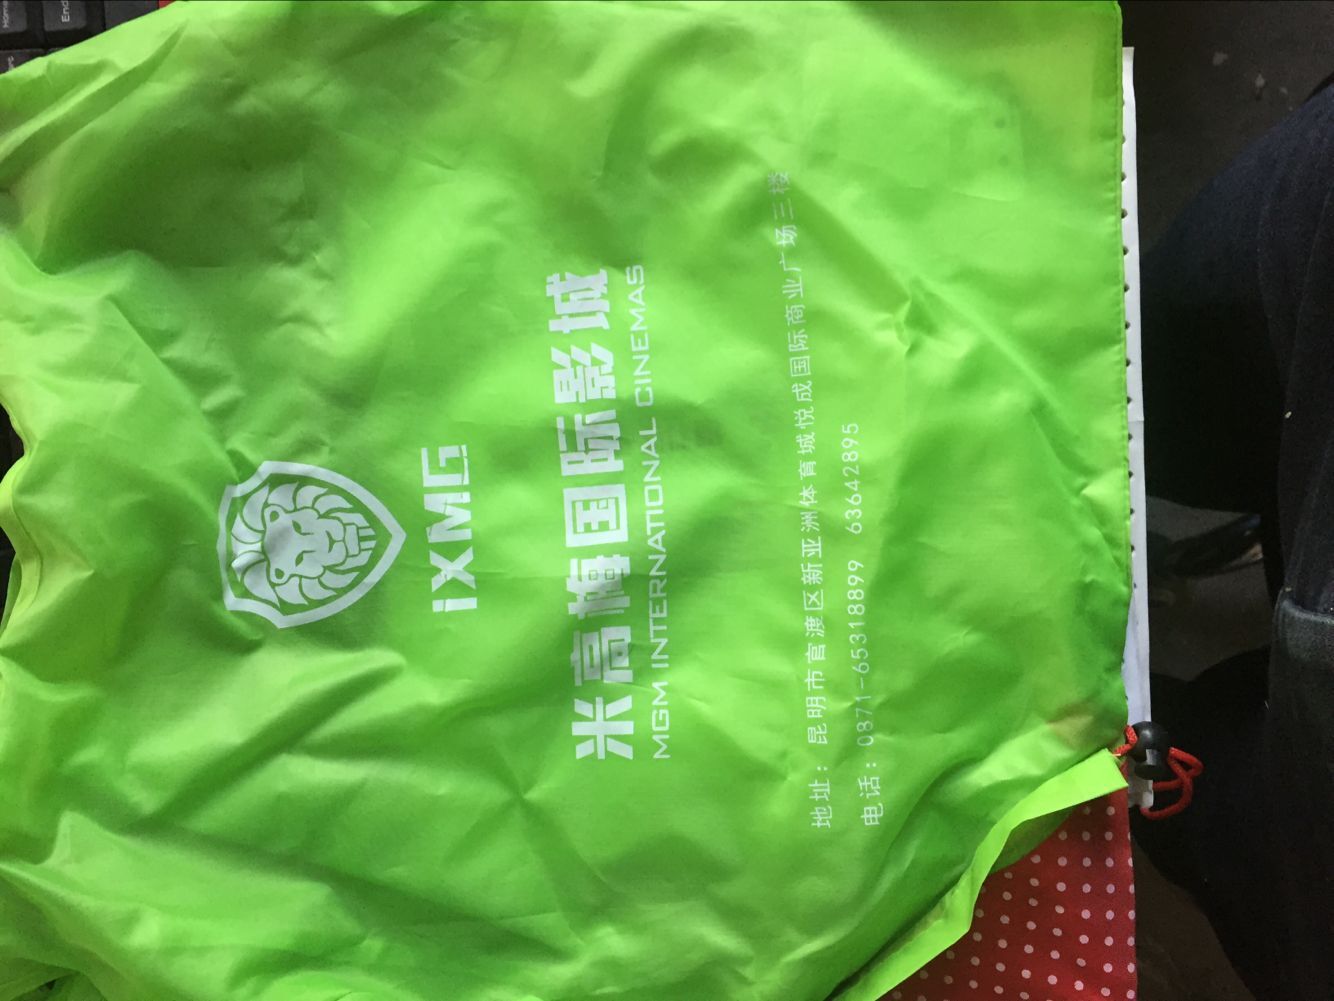 iXMG
米高梅国际影城
MGM INTERNATIONAL CINEMAS
地址：昆明市官渡区新亚洲体育城悦成国际商业广场三楼
电话：0871-65318899 63642895
Home
End